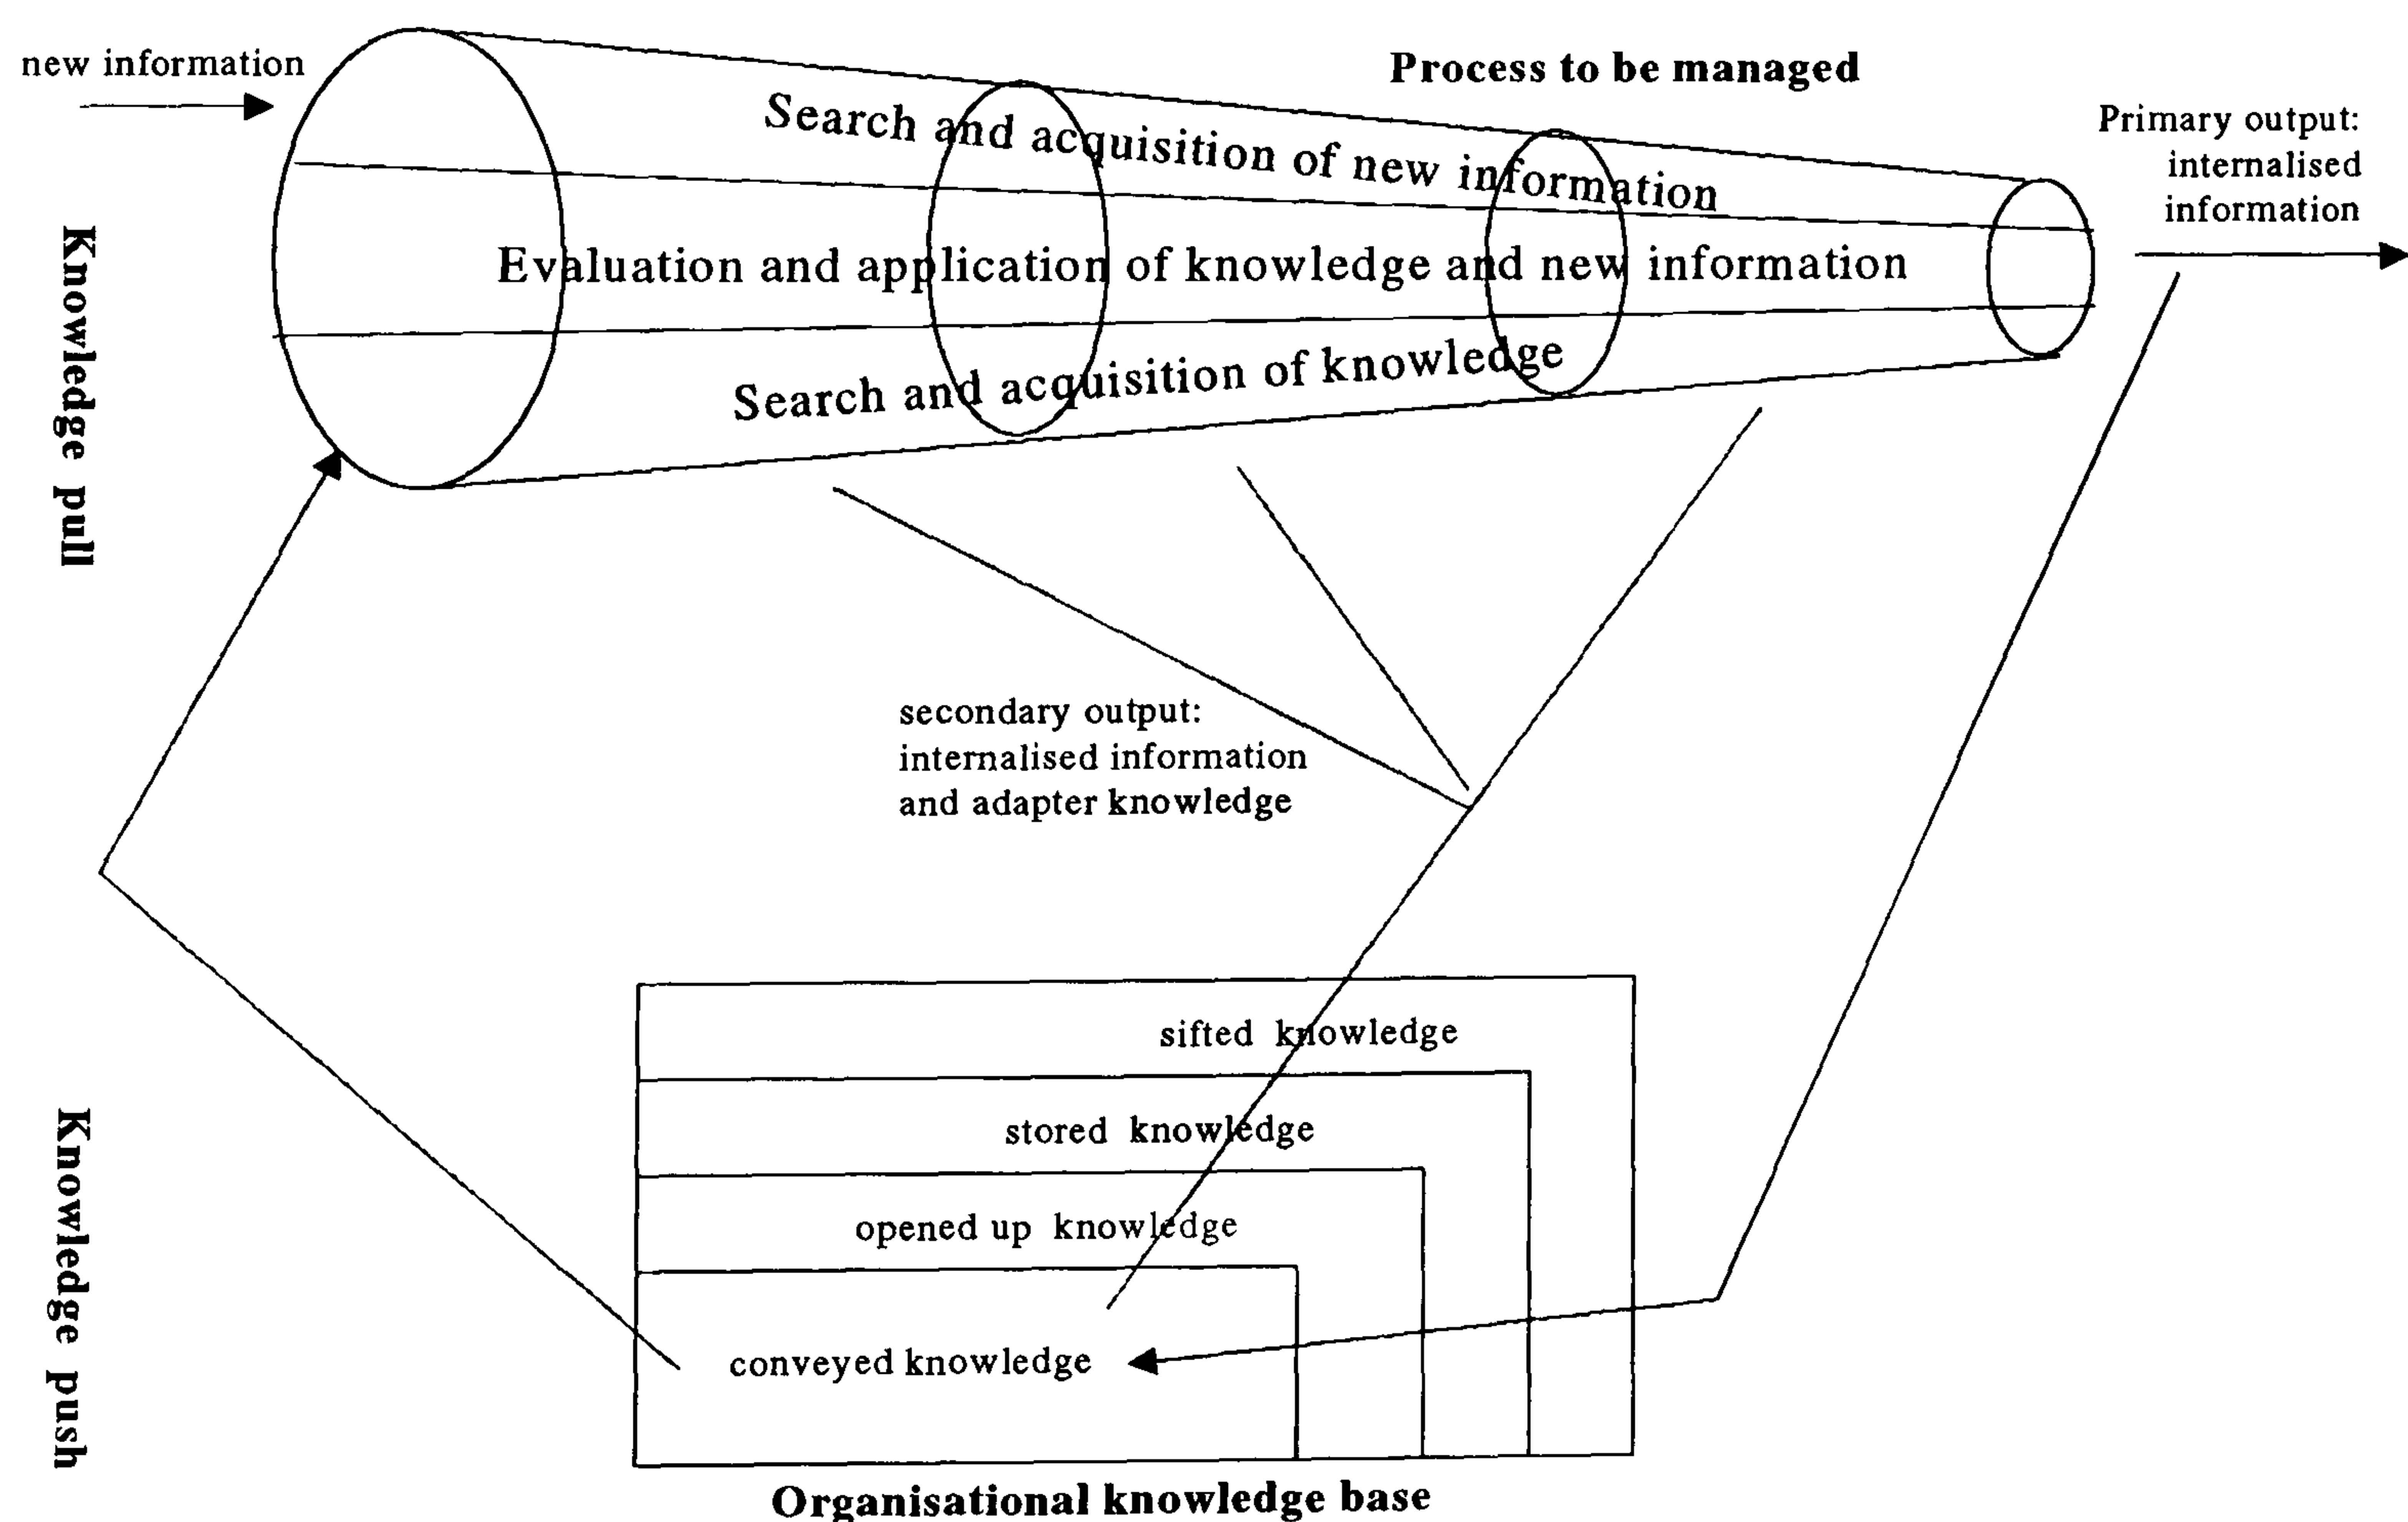 new information
Process to be managed
Primary output:
internalised
information
Search and acquisition of new information
Evaluation and application of knowledge and new information
Search and acquisition of knowledge
Knowledge pull
secondary output:
internalised information
and adapter knowledge
sifted knowledge
stored knowledge
opened up knowledge
conveyed knowledge
Knowledge push
Organisational knowledge base